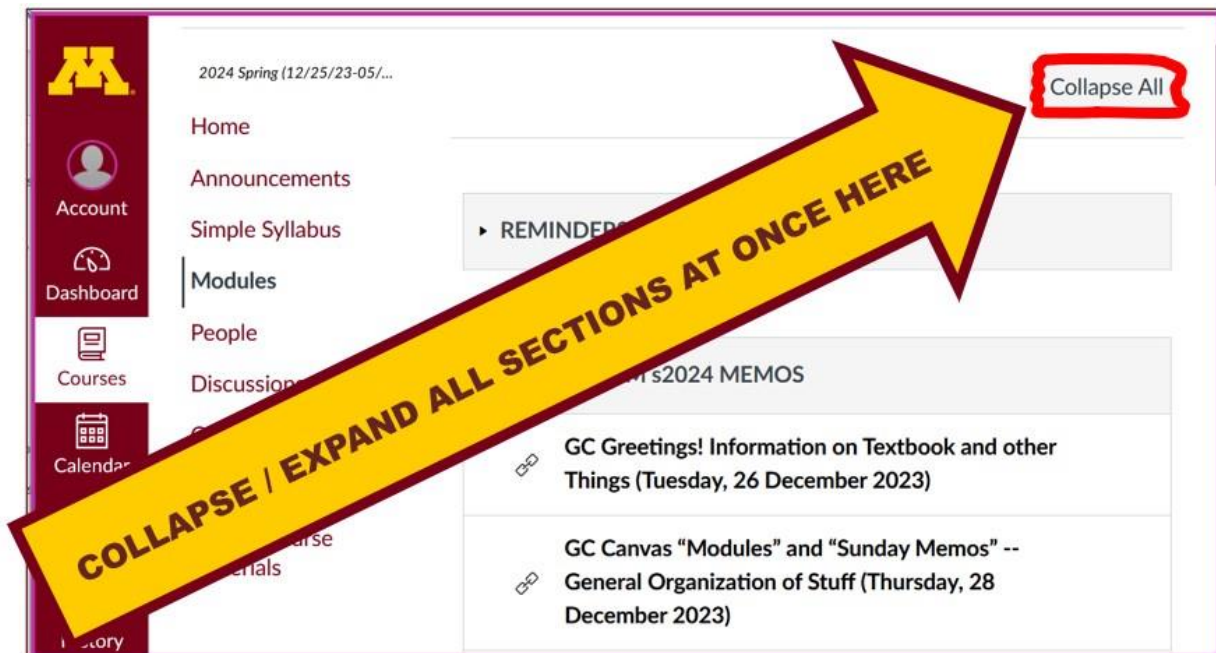 M
2024 Spring (12/25/23-05/...
Collapse All
Home
Announcements
Account
Simple Syllabus
REMINDERS
Dashboard
Modules
People
Courses
Discussions
s2024 MEMOS
Calendar
GC Greetings! Information on Textbook and other
Things (Tuesday, 26 December 2023)
GC Canvas “Modules” and “Sunday Memos” --
General Organization of Stuff (Thursday, 28
December 2023)
COLLAPSE / EXPAND ALL SECTIONS AT ONCE HERE